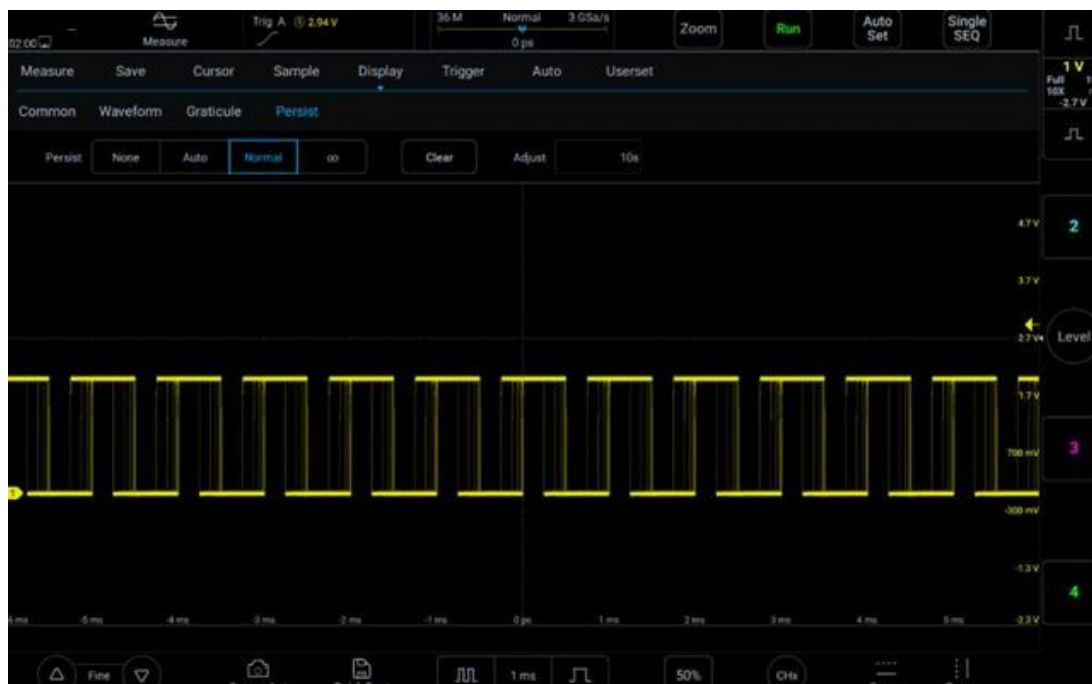 Trig A ① 2.94 V
36 M Normal 3 GSa/s
02:00 Measure
0 ps
Zoom Run Auto Set Single SEQ
Measure Save Cursor Sample Display Trigger Auto Userset
1 V
Full
10X
-2.7 V
Common Waveform Graticule Persist
Persist None Auto Normal ∞ Clear Adjust 10s
4.7 V
2
3.7 V
2.7 V
Level
1.7 V
700 mV
3
1
-300 mV
-1.3 V
4
-5 ms -4 ms -3 ms -2 ms -1 ms 0 ps 1 ms 2 ms 3 ms 4 ms 5 ms -2.3 V
Fine 1 ms 50% CHx